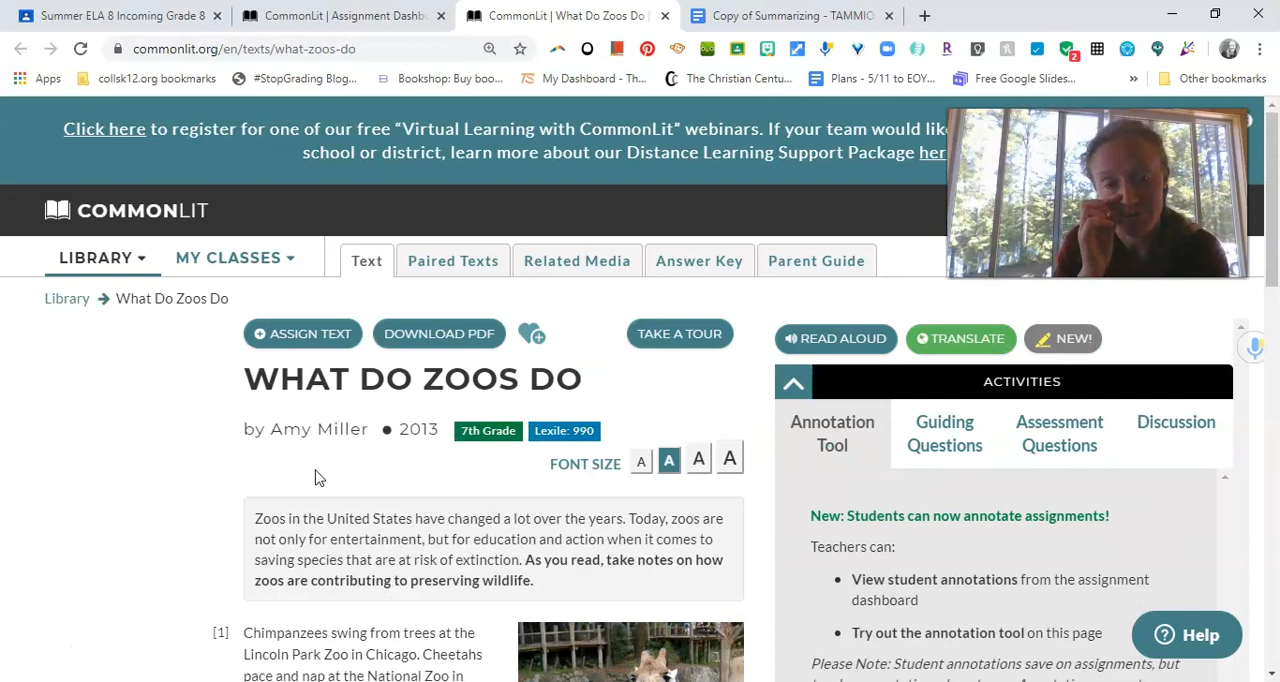 Summer ELA 8 Incoming Grade 8
CommonLit | Assignment Dashb
CommonLit | What Do Zoos Do
Copy of Summarizing - TAMMIO
commonlit.org/en/texts/what-zoos-do
2
Apps
collsk12.org bookmarks
#StopGrading Blog...
Bookshop: Buy boo...
My Dashboard - Th...
The Christian Centu...
Plans - 5/11 to EOY...
Free Google Slides...
»
Other bookmarks
Click here to register for one of our free “Virtual Learning with CommonLit” webinars. If your team would like
school or district, learn more about our Distance Learning Support Package her
COMMONLIT
LIBRARY
MY CLASSES
Text
Paired Texts
Related Media
Answer Key
Parent Guide
Library → What Do Zoos Do
ASSIGN TEXT
DOWNLOAD PDF
TAKE A TOUR
READ ALOUD
TRANSLATE
NEW!
WHAT DO ZOOS DO
by Amy Miller ● 2013
7th Grade
Lexile: 990
FONT SIZE A A A A
Zoos in the United States have changed a lot over the years. Today, zoos are
not only for entertainment, but for education and action when it comes to
saving species that are at risk of extinction. As you read, take notes on how
zoos are contributing to preserving wildlife.
[1] Chimpanzees swing from trees at the
Lincoln Park Zoo in Chicago. Cheetahs
pace and nap at the National Zoo in
ACTIVITIES
Annotation
Tool
Guiding
Questions
Assessment
Questions
Discussion
New: Students can now annotate assignments!
Teachers can:
• View student annotations from the assignment
dashboard
• Try out the annotation tool on this page
Please Note: Student annotations save on assignments, but
Help